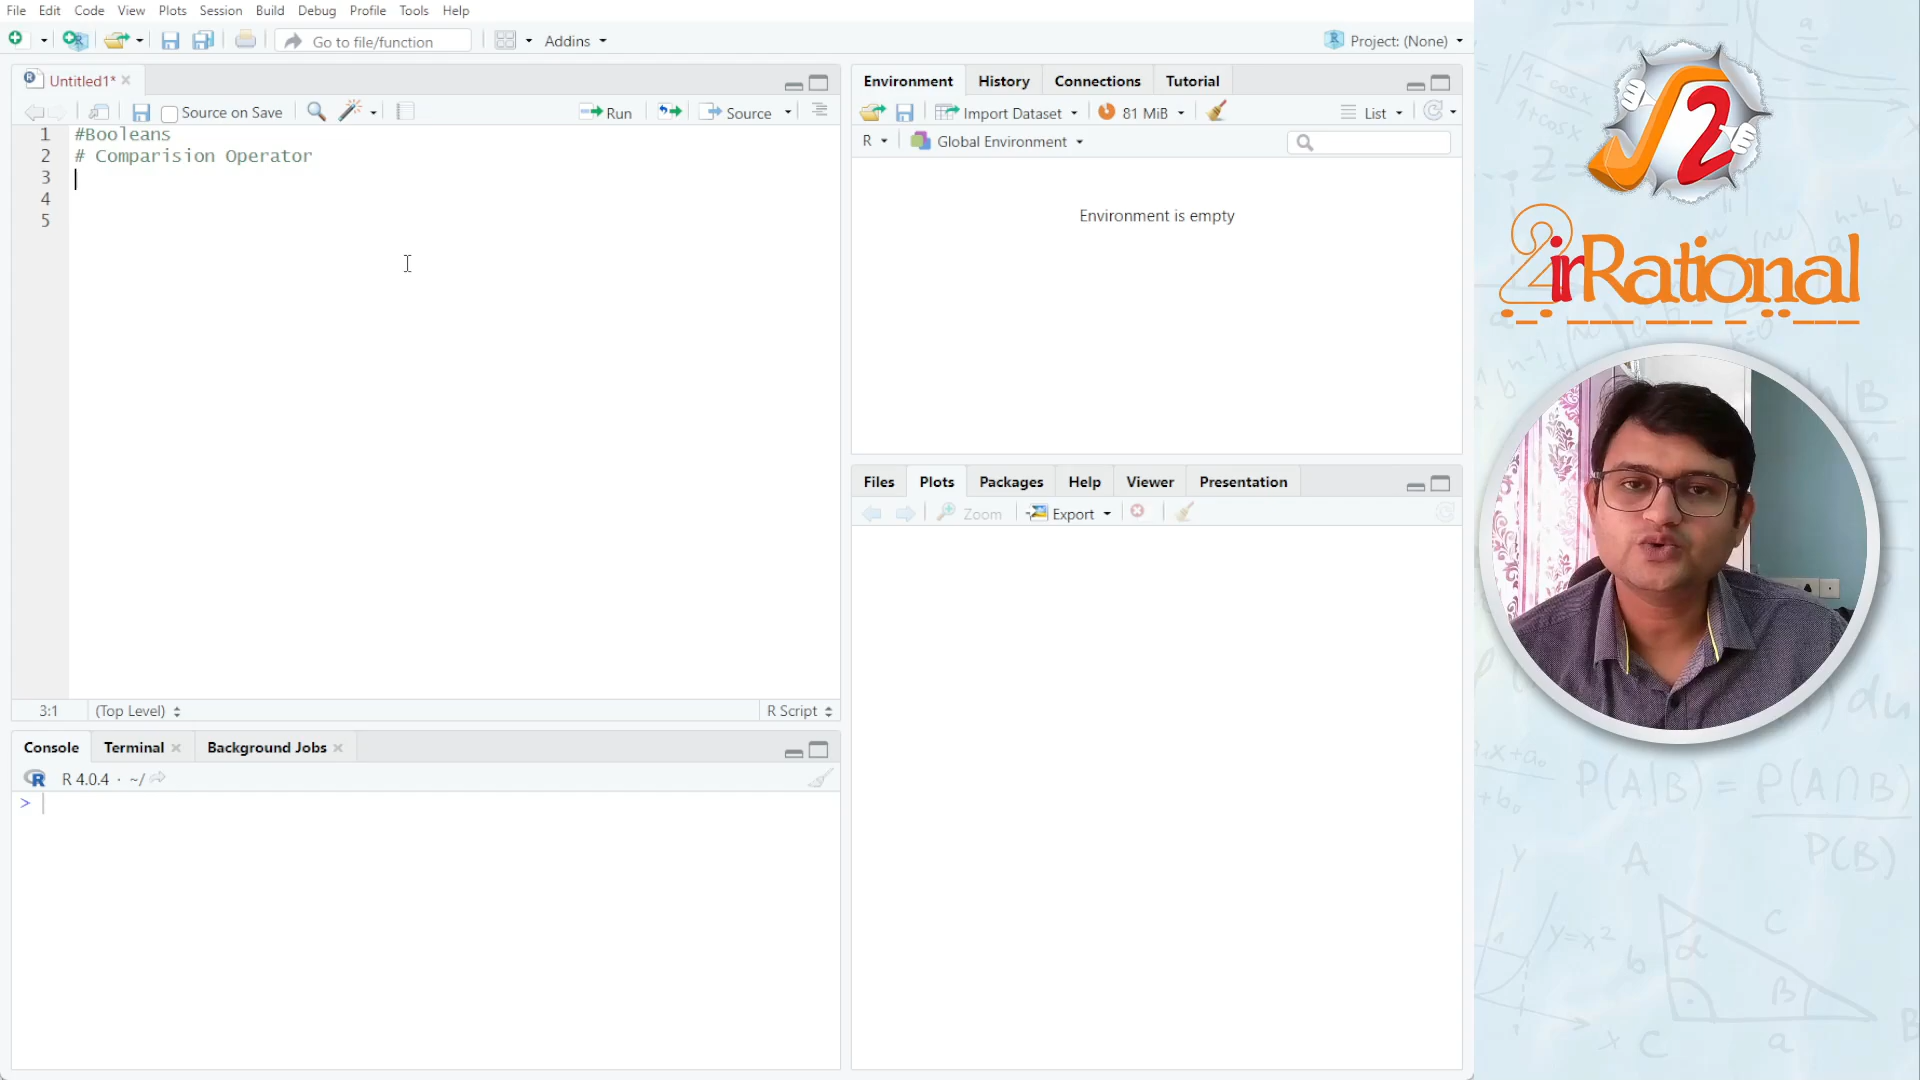 File Edit Code View Plots Session Build Debug Profile Tools Help
Go to file/function Addins Project: (None)
Untitled1*
Source on Save Run Source
1 #Booleans
2 # Comparision Operator
3
4
5
3:1 (Top Level) R Script
Console Terminal Background Jobs
R 4.0.4 · ~/
>
Environment History Connections Tutorial
Import Dataset 81 MiB List
R Global Environment
Environment is empty
Files Plots Packages Help Viewer Presentation
Zoom Export
√2
2irRational
P(A|B) = P(A∩B)
P(B)
y=x²